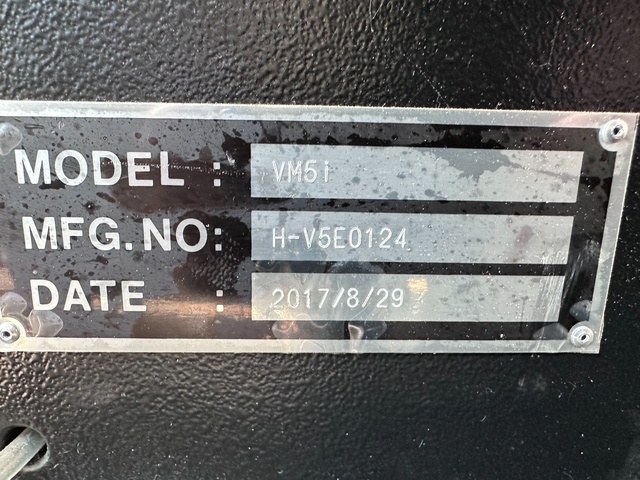 MODEL : VM5i
MFG.NO: H-V5E0124
DATE : 2017/8/29